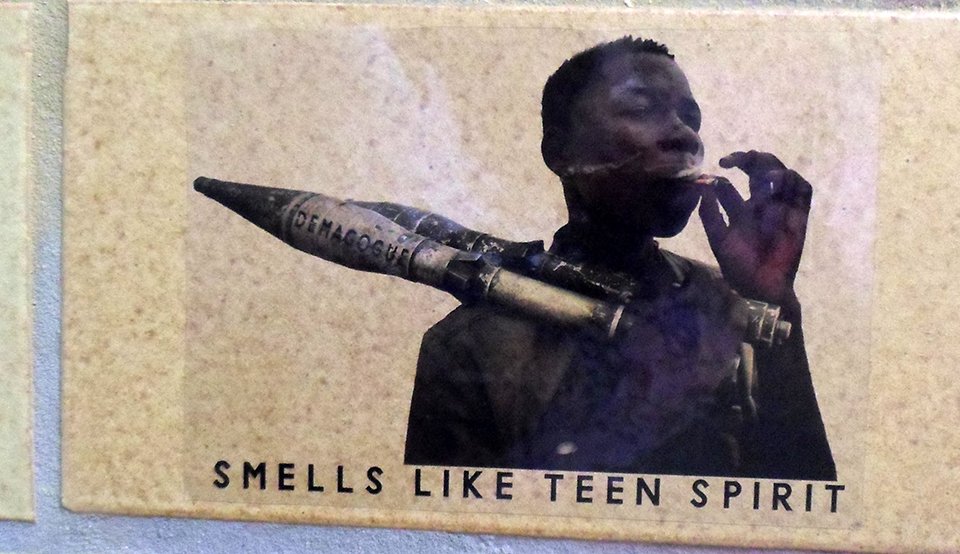 DEMAGOGUE
SMELLS LIKE TEEN SPIRIT